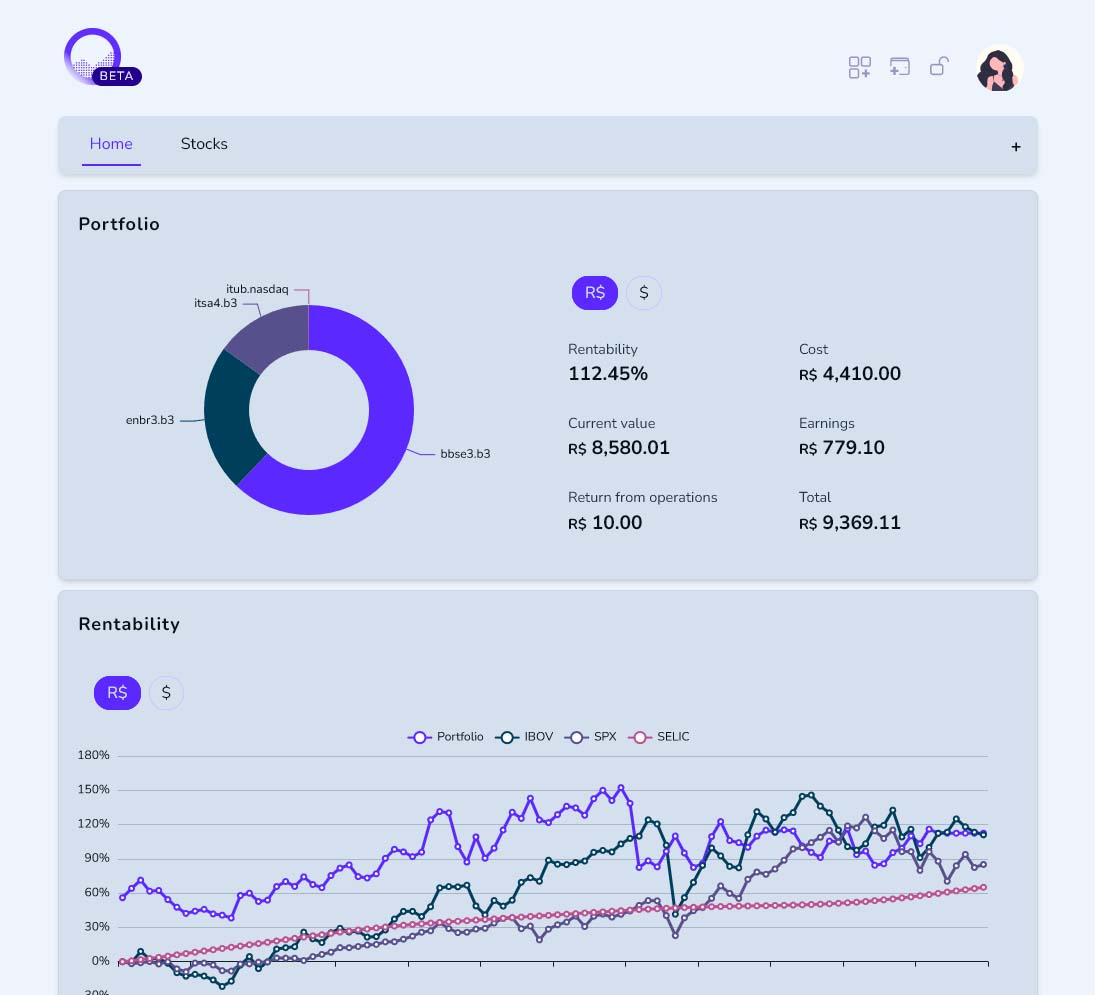 BETA
Home Stocks +
Portfolio
itub.nasdaq
itsa4.b3
enbr3.b3
bbse3.b3
R$ $
Rentability Cost
112.45% R$ 4,410.00
Current value Earnings
R$ 8,580.01 R$ 779.10
Return from operations Total
R$ 10.00 R$ 9,369.11
Rentability
R$ $
Portfolio IBOV SPX SELIC
180%
150%
120%
90%
60%
30%
0%